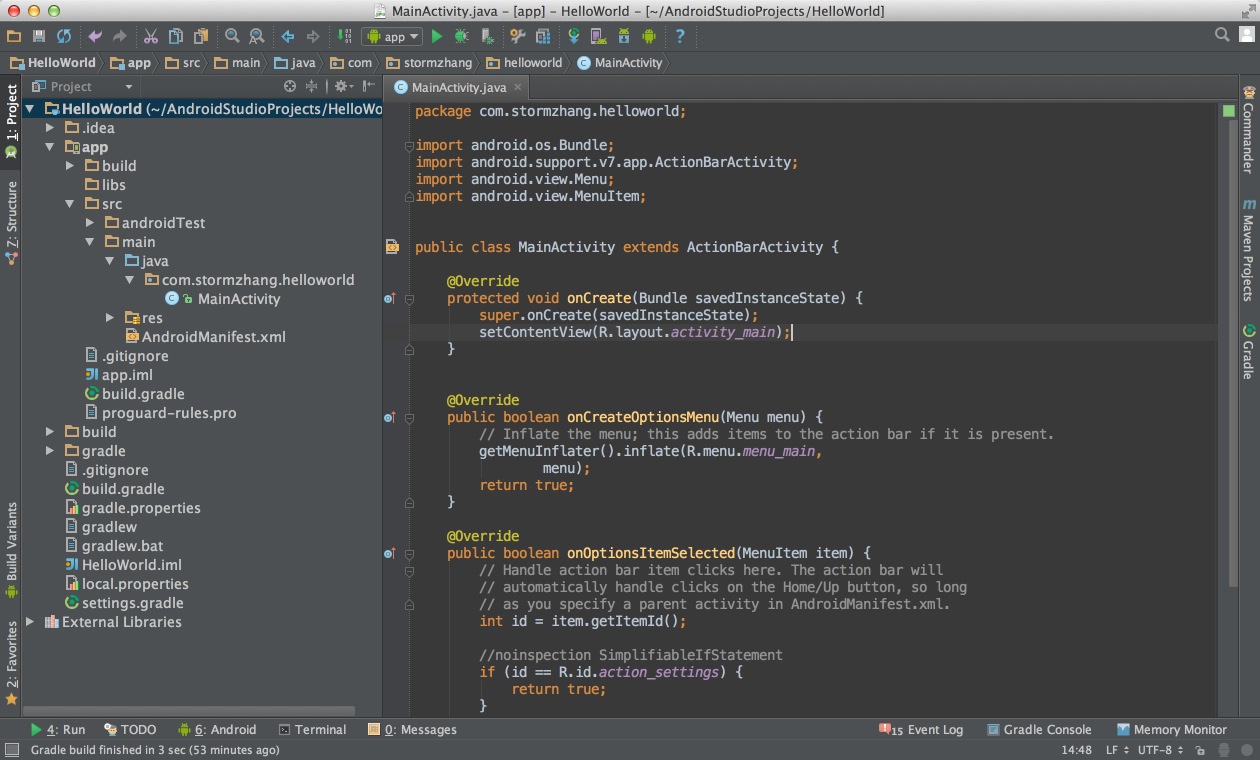 MainActivity.java - [app] - HelloWorld - [~/AndroidStudioProjects/HelloWorld]
app
HelloWorld app src main java com stormzhang helloworld MainActivity
1: Project
Z: Structure
Build Variants
2: Favorites
Project
HelloWorld (~/AndroidStudioProjects/HelloWo
.idea
app
build
libs
src
androidTest
main
java
com.stormzhang.helloworld
MainActivity
res
AndroidManifest.xml
.gitignore
app.iml
build.gradle
proguard-rules.pro
build
gradle
.gitignore
build.gradle
gradle.properties
gradlew
gradlew.bat
HelloWorld.iml
local.properties
settings.gradle
External Libraries
MainActivity.java
package com.stormzhang.helloworld;
import android.os.Bundle;
import android.support.v7.app.ActionBarActivity;
import android.view.Menu;
import android.view.MenuItem;
public class MainActivity extends ActionBarActivity {
@Override
protected void onCreate(Bundle savedInstanceState) {
super.onCreate(savedInstanceState);
setContentView(R.layout.activity_main);
}
@Override
public boolean onCreateOptionsMenu(Menu menu) {
// Inflate the menu; this adds items to the action bar if it is present.
getMenuInflater().inflate(R.menu.menu_main,
menu);
return true;
}
@Override
public boolean onOptionsItemSelected(MenuItem item) {
// Handle action bar item clicks here. The action bar will
// automatically handle clicks on the Home/Up button, so long
// as you specify a parent activity in AndroidManifest.xml.
int id = item.getItemId();
//noinspection SimplifiableIfStatement
if (id == R.id.action_settings) {
return true;
}
Commander
Maven Projects
Gradle
4: Run TODO 6: Android Terminal 0: Messages 15 Event Log Gradle Console Memory Monitor
Gradle build finished in 3 sec (53 minutes ago) 14:48 LF UTF-8